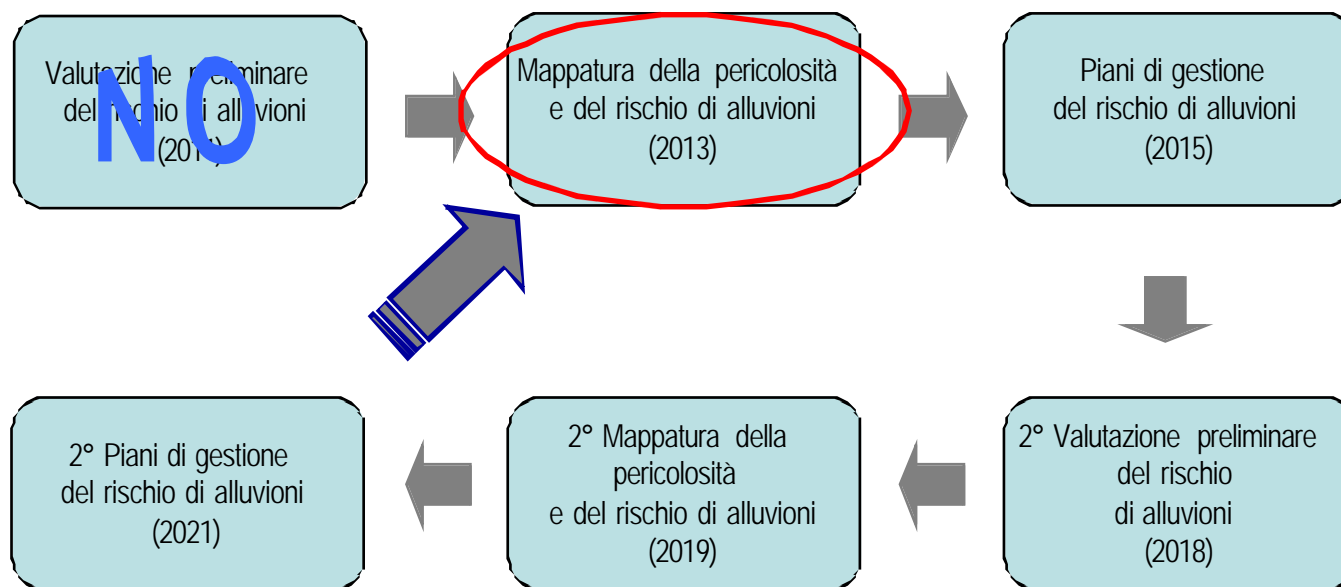 Valutazione preliminare
del rischio di alluvioni
(2011)
NO
Mappatura della pericolosità
e del rischio di alluvioni
(2013)
Piani di gestione
del rischio di alluvioni
(2015)
2° Piani di gestione
del rischio di alluvioni
(2021)
2° Mappatura della
pericolosità
e del rischio di alluvioni
(2019)
2° Valutazione preliminare
del rischio
di alluvioni
(2018)